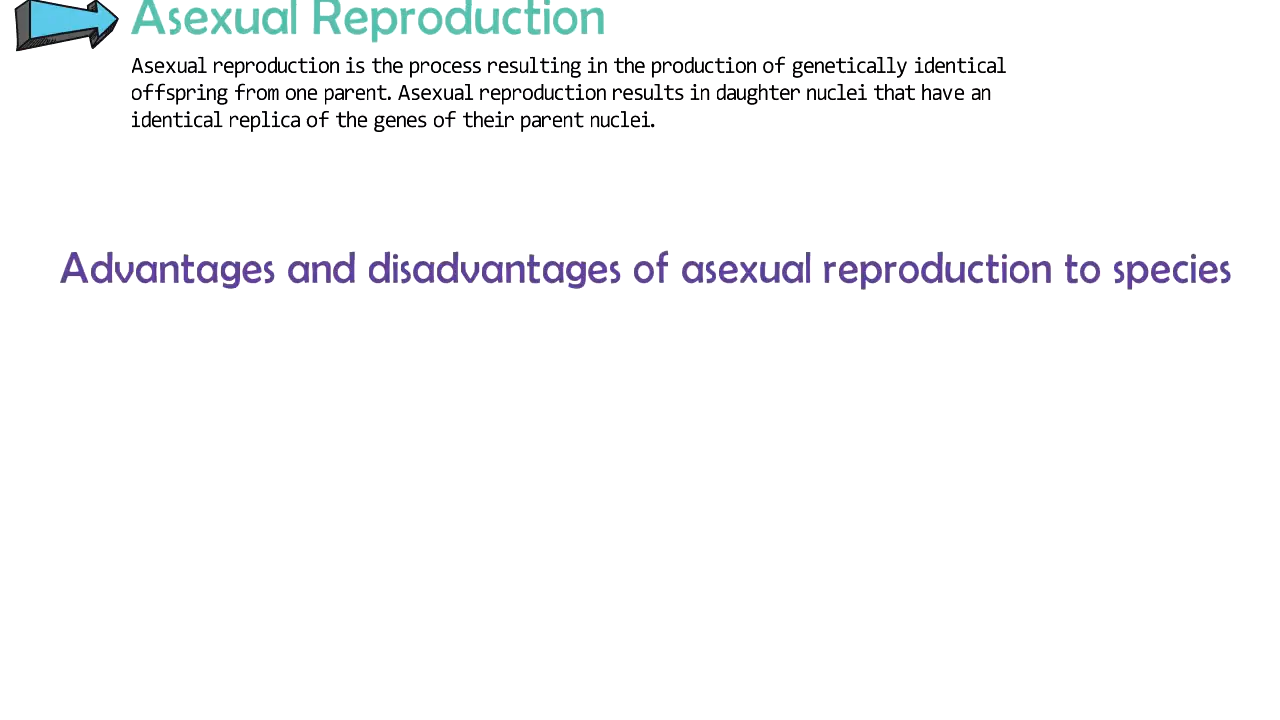 Asexual Reproduction
Asexual reproduction is the process resulting in the production of genetically identical
offspring from one parent. Asexual reproduction results in daughter nuclei that have an
identical replica of the genes of their parent nuclei.
Advantages and disadvantages of asexual reproduction to species